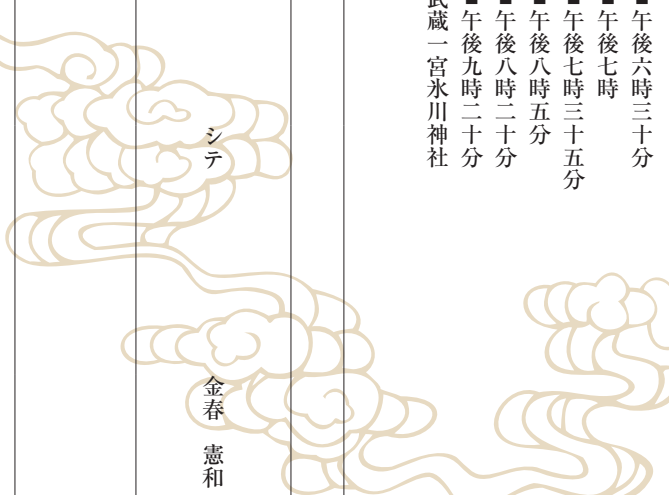 午後六時三十分
午後七時
午後七時三十五分
午後八時五分
午後八時二十分
午後九時二十分
武蔵一宮氷川神社
シテ 金春 憲和